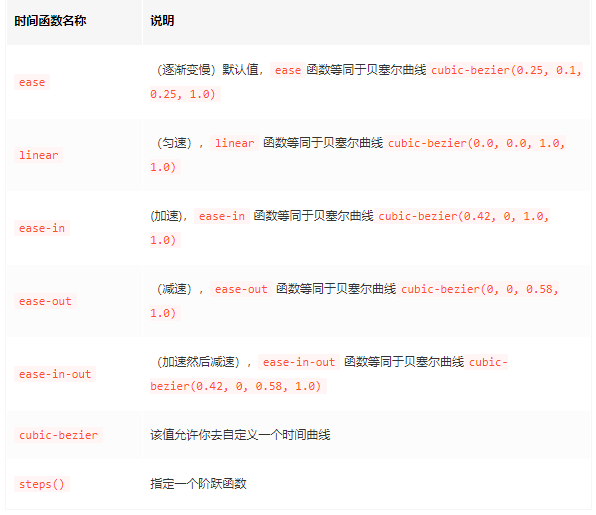 时间函数名称 说明
ease （逐渐变慢）默认值，ease 函数等同于贝塞尔曲线 cubic-bezier(0.25, 0.1,
0.25, 1.0)
linear （匀速），linear 函数等同于贝塞尔曲线 cubic-bezier(0.0, 0.0, 1.0,
1.0)
ease-in (加速)，ease-in 函数等同于贝塞尔曲线 cubic-bezier(0.42, 0, 1.0,
1.0)
ease-out （减速），ease-out 函数等同于贝塞尔曲线 cubic-bezier(0, 0, 0.58,
1.0)
ease-in-out （加速然后减速），ease-in-out 函数等同于贝塞尔曲线 cubic-
bezier(0.42, 0, 0.58, 1.0)
cubic-bezier 该值允许你去自定义一个时间曲线
steps() 指定一个阶跃函数